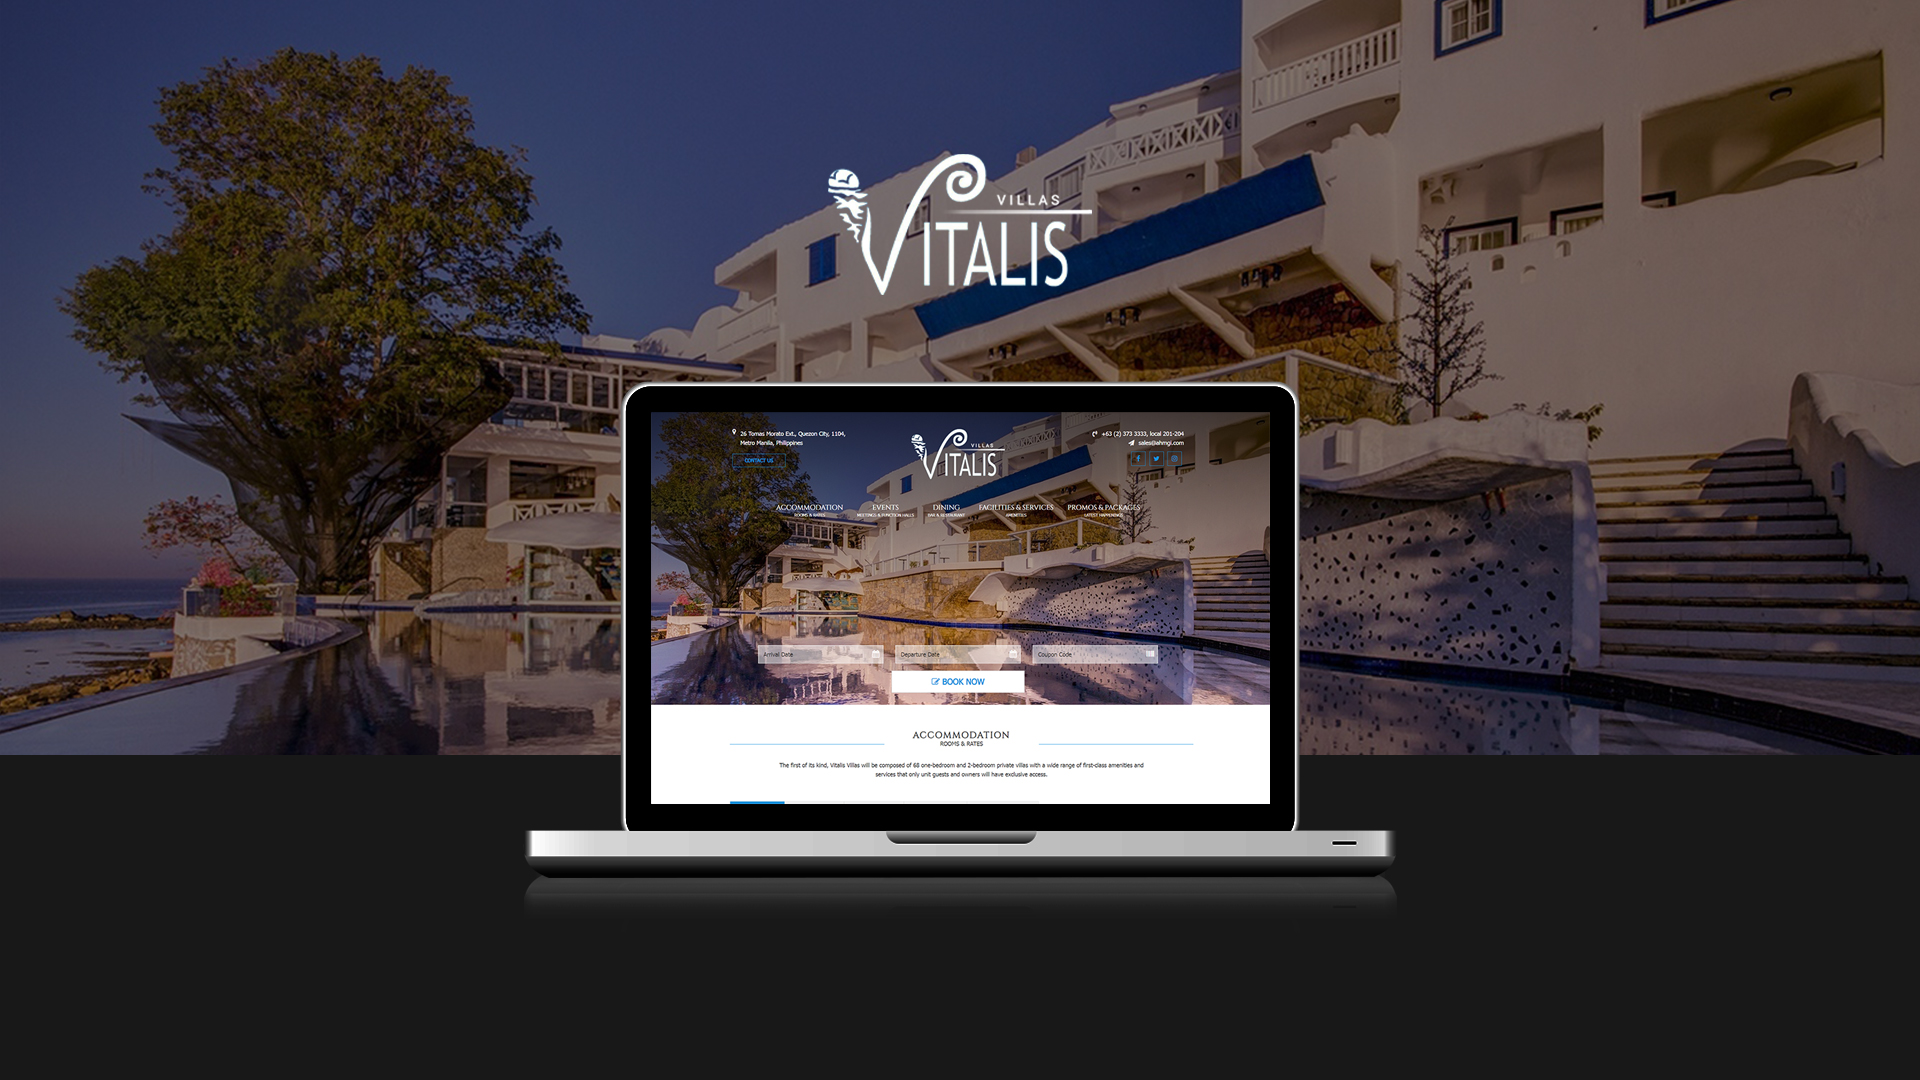 VILLAS
VITALIS
26 Tomas Morato Ext., Quezon City, 1104,
Metro Manila, Philippines
CONTACT US
VILLAS
VITALIS
+63 (2) 373 3333, local 201-204
sales@ahmgi.com
ACCOMMODATION
ROOMS & RATES
EVENTS
MEETINGS & FUNCTION HALLS
DINING
BAR & RESTAURANT
FACILITIES & SERVICES
AMENITIES
PROMOS & PACKAGES
LATEST HAPPENINGS
Arrival Date
Departure Date
Coupon Code
BOOK NOW
ACCOMMODATION
ROOMS & RATES
The first of its kind, Vitalis Villas will be composed of 68 one-bedroom and 2-bedroom private villas with a wide range of first-class amenities and
services that only unit guests and owners will have exclusive access.